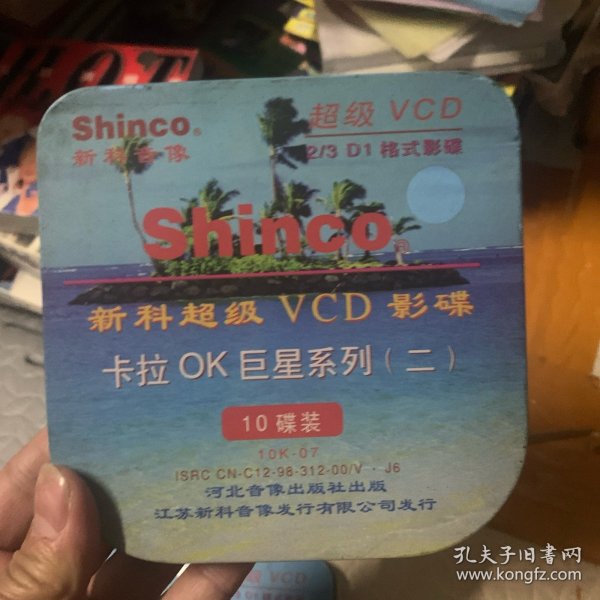 Shinco®
新科音像
超级 VCD
2/3 D1 格式影碟
Shinco®
新科超级 VCD 影碟
卡拉 OK 巨星系列（二）
10 碟装
10K-07
ISRC CN-C12-98-312-00/V · J6
河北音像出版社出版
江苏新科音像发行有限公司发行
VCD
孔夫子旧书网
www.kongfz.com